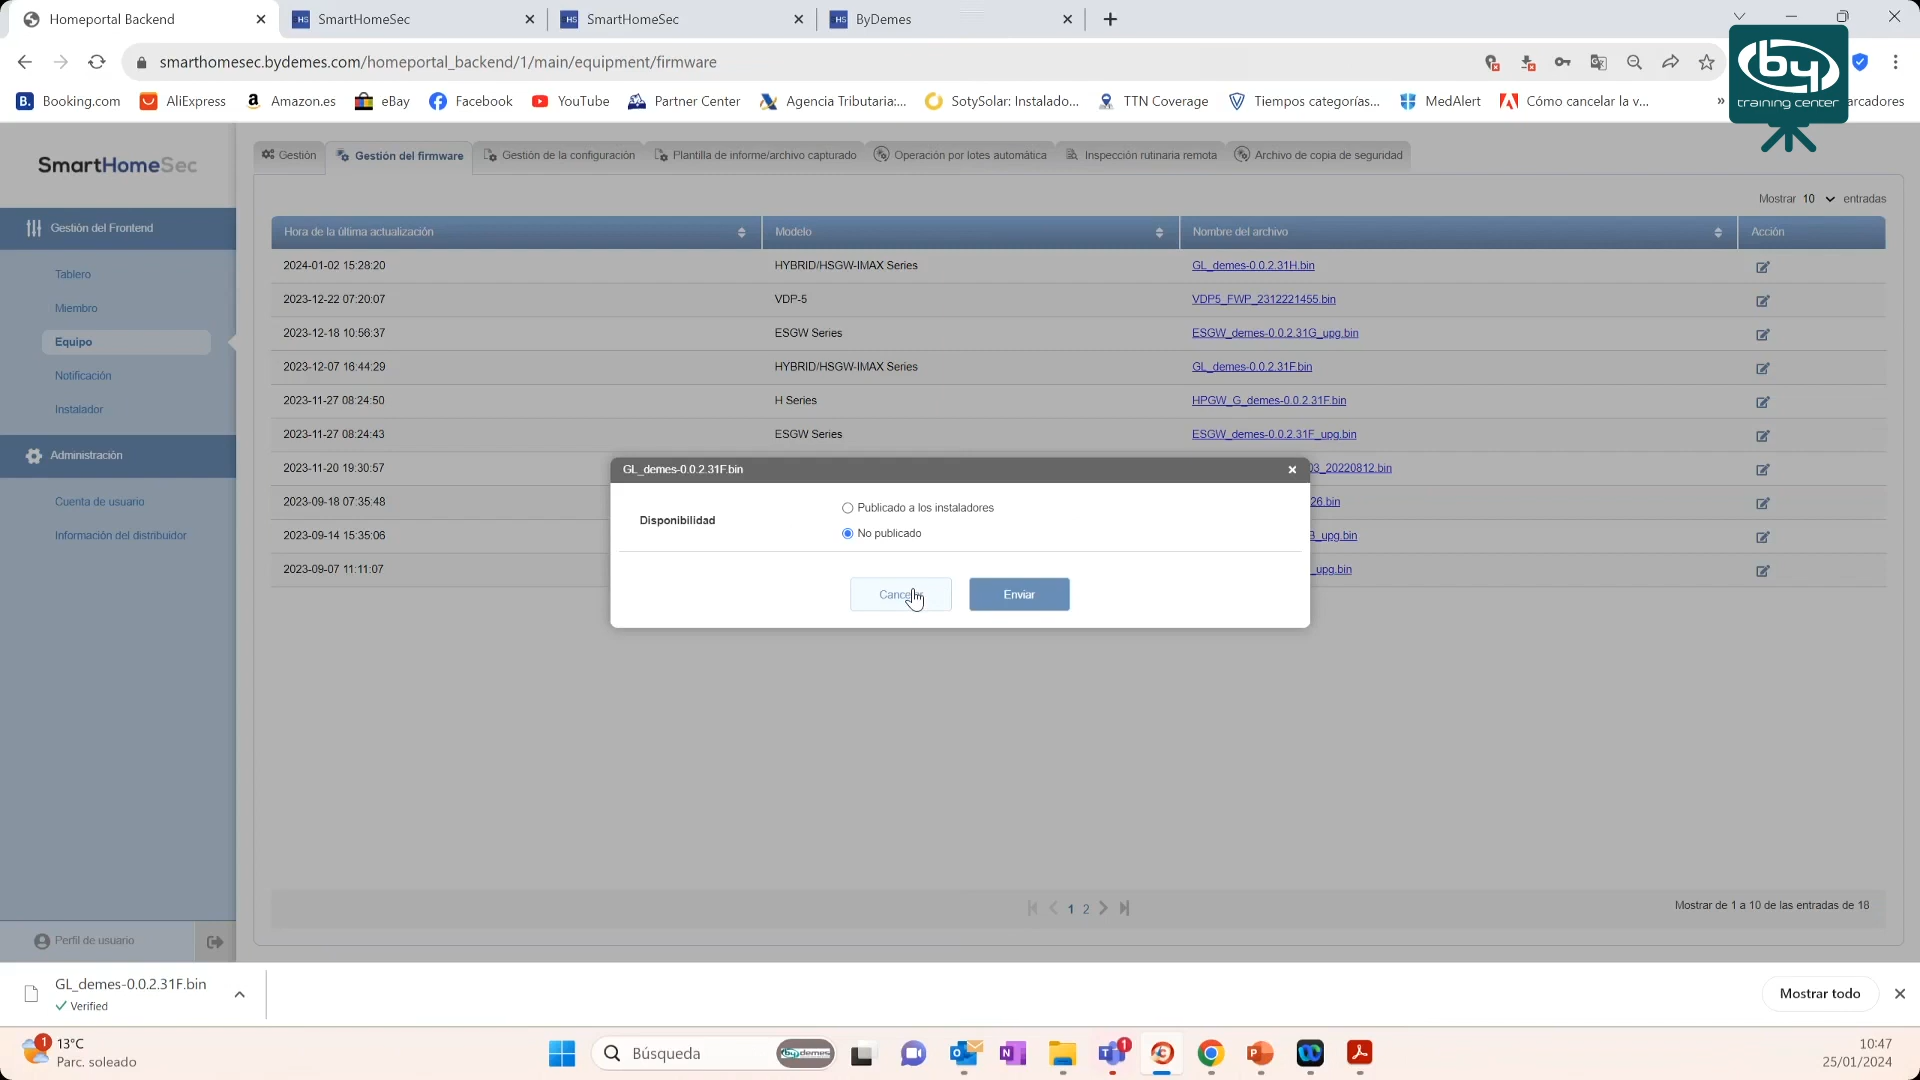 Homeportal Backend
SmartHomeSec
SmartHomeSec
ByDemes
smarthomesec.bydemes.com/homeportal_backend/1/main/equipment/firmware
Booking.com
AliExpress
Amazon.es
eBay
Facebook
YouTube
Partner Center
Agencia Tributaria:...
SotySolar: Instalado...
TTN Coverage
Tiempos categorías...
MedAlert
Cómo cancelar la v...
»
arcadores
by
training center
SmartHomeSec
Gestión del Frontend
Tablero
Miembro
Equipo
Notificación
Instalador
Administración
Cuenta de usuario
Información del distribuidor
Perfil de usuario
Gestión
Gestión del firmware
Gestión de la configuración
Plantilla de informe/archivo capturado
Operación por lotes automática
Inspección rutinaria remota
Archivo de copia de seguridad
Mostrar 10 entradas
Hora de la última actualización Modelo Nombre del archivo Acción
2024-01-02 15:28:20 HYBRID/HSGW-IMAX Series GL_demes-0.0.2.31H.bin
2023-12-22 07:20:07 VDP-5 VDP5_FWP_2312221455.bin
2023-12-18 10:56:37 ESGW Series ESGW_demes-0.0.2.31G_upg.bin
2023-12-07 16:44:29 HYBRID/HSGW-IMAX Series GL_demes-0.0.2.31F.bin
2023-11-27 08:24:50 H Series HPGW_G_demes-0.0.2.31F.bin
2023-11-27 08:24:43 ESGW Series ESGW_demes-0.0.2.31F_upg.bin
2023-11-20 19:30:57 03_20220812.bin
2023-09-18 07:35:48 26.bin
2023-09-14 15:35:06 _upg.bin
2023-09-07 11:11:07 _upg.bin
GL_demes-0.0.2.31F.bin
Disponibilidad
Publicado a los instaladores
No publicado
Cancelar
Enviar
1 2
Mostrar de 1 a 10 de las entradas de 18
GL_demes-0.0.2.31F.bin
Verified
Mostrar todo
1
13°C
Parc. soleado
Búsqueda
by demes
1
10:47
25/01/2024